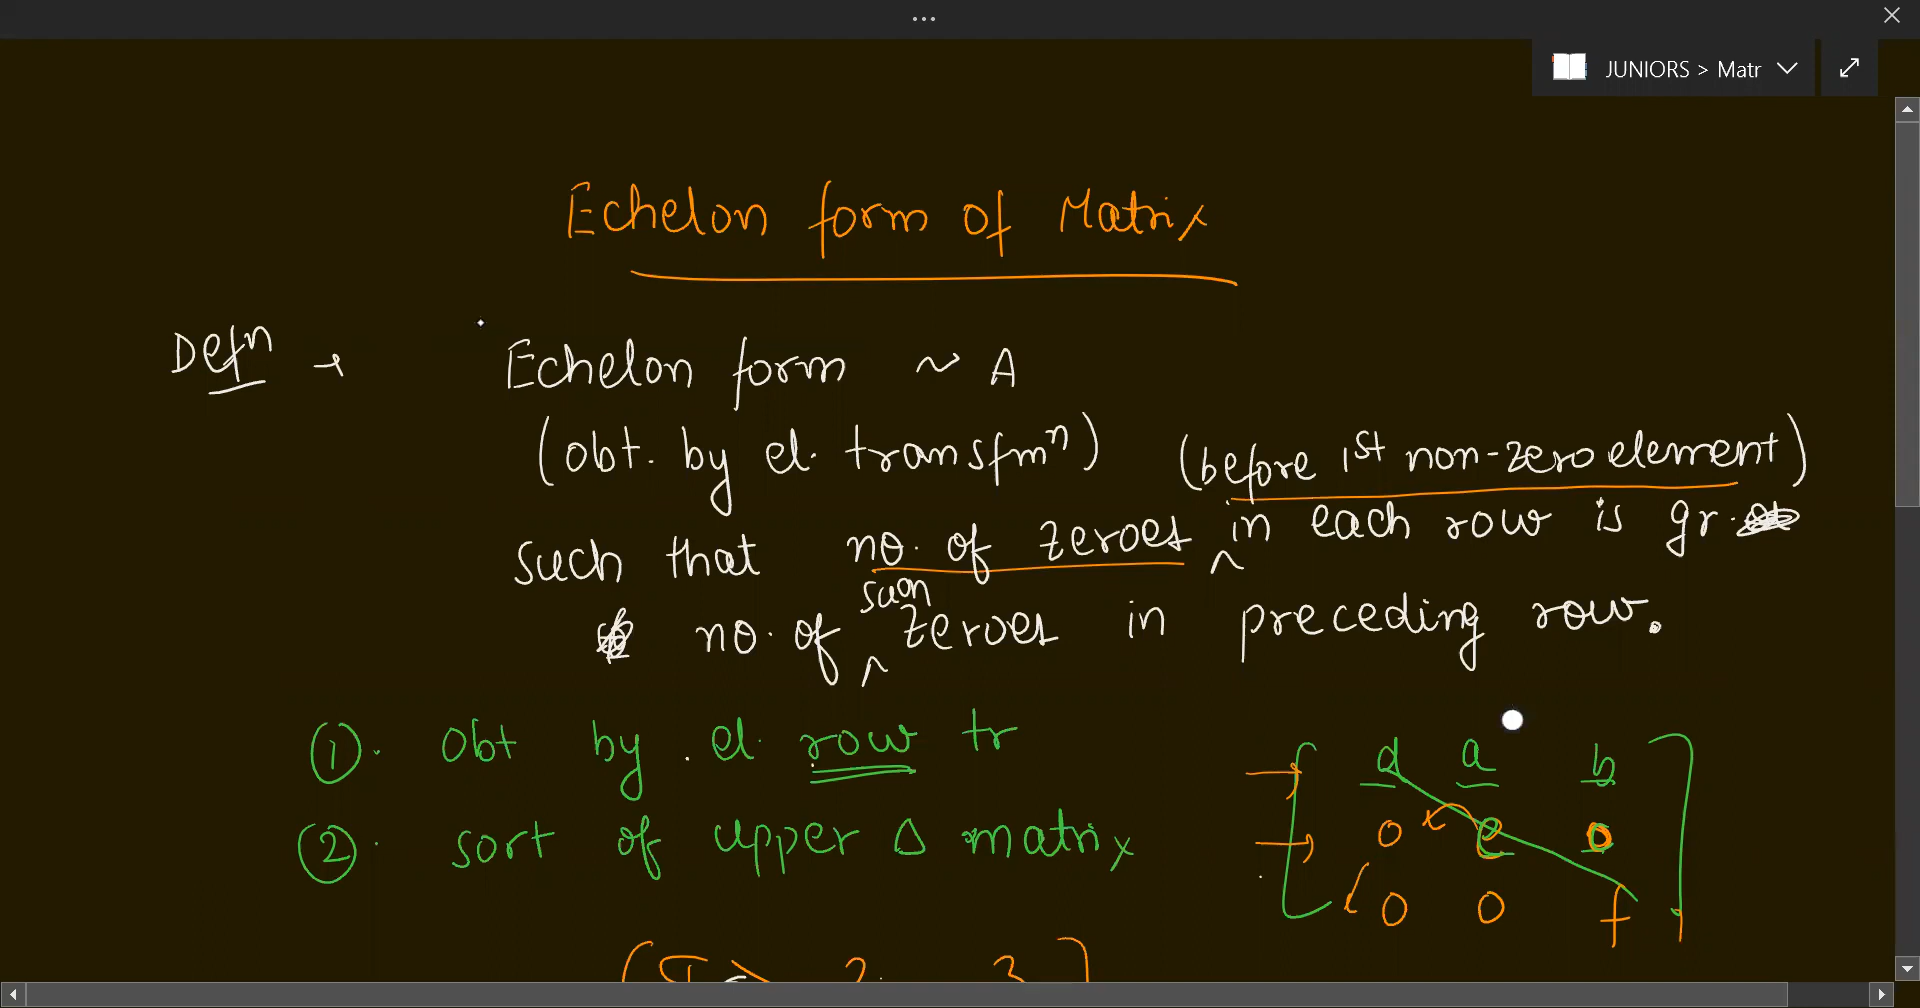 JUNIORS > Matr
Echelon form of Matrix
Defn → Echelon form ~ A
(obt. by el. transfmn) (before 1st non-zero element)
such that no. of zeroes ^ in each row is gr.
no. of ^ such zeroes in preceding row.
①. Obt by el. row tr
②. sort of upper Δ matrix
d a b
0 e 0
0 0 f
2 3